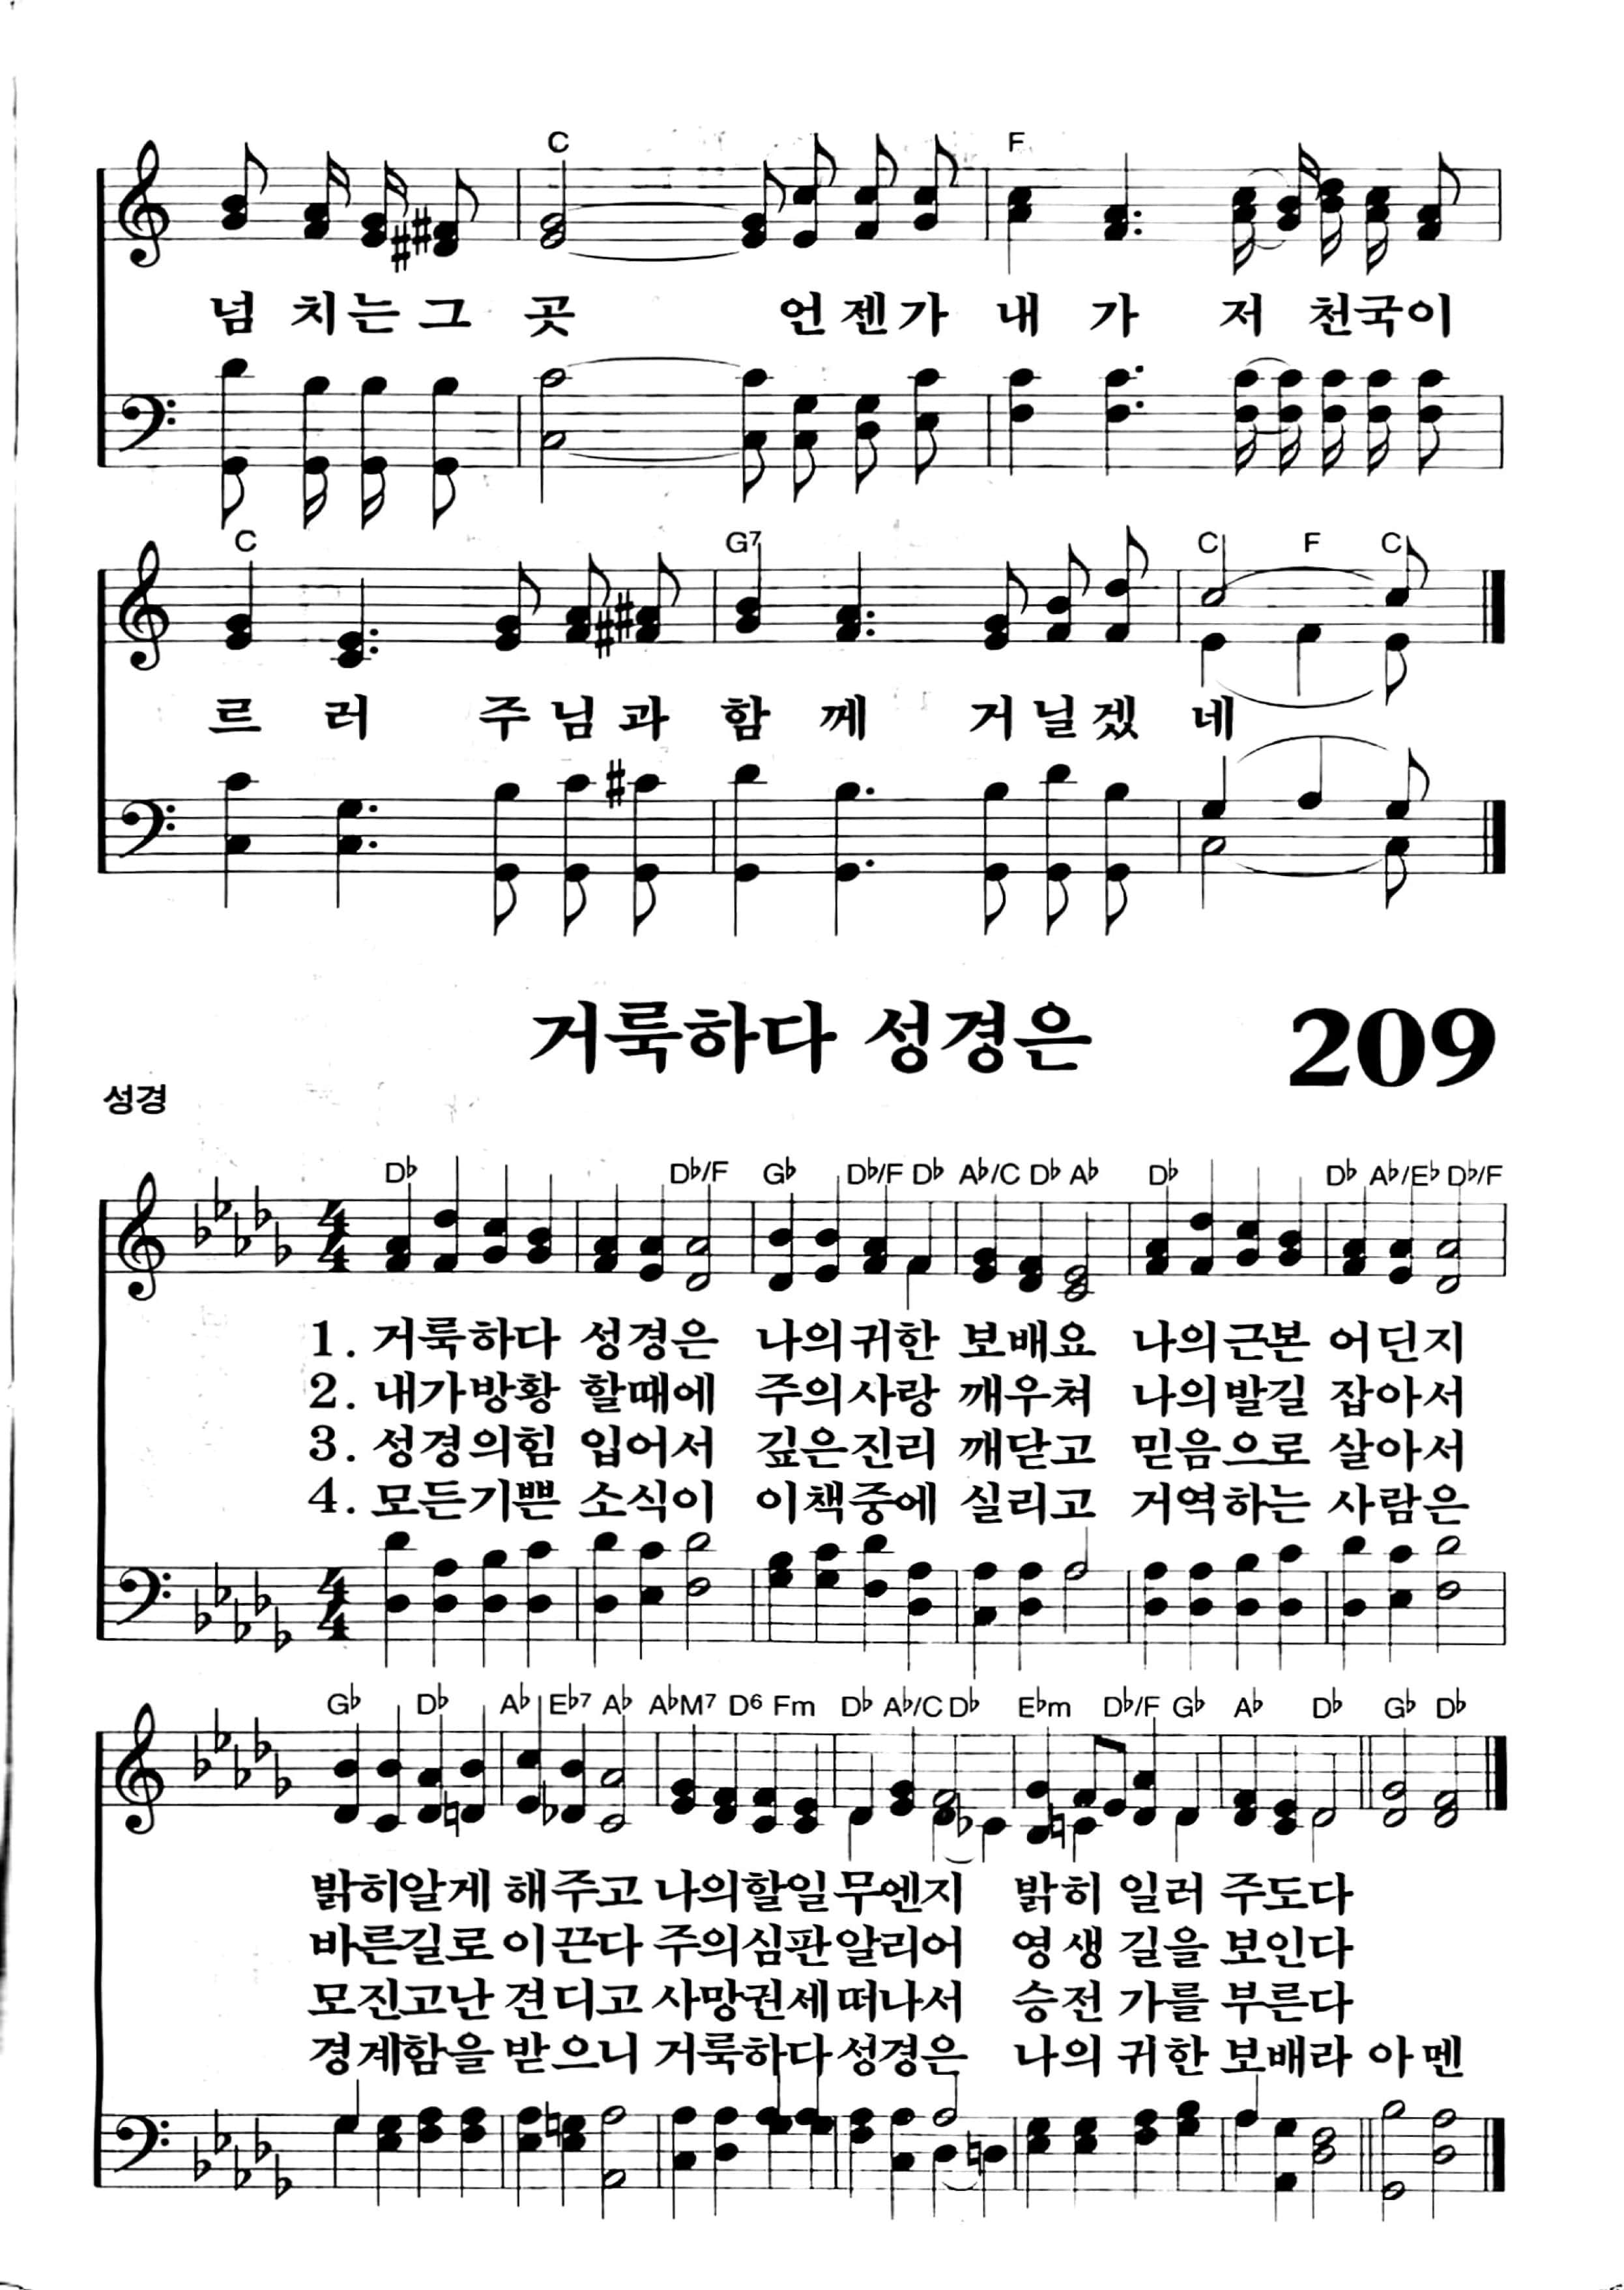 C F
넘 치는 그 곳 언젠가 내 가 저 천국이
C G7 C F C
르 러 주님과 함 께 거닐겠 네
거룩하다 성경은 209
성경
D♭ D♭/F G♭ D♭/F D♭ A♭/C D♭ A♭ D♭ D♭ A♭/E♭ D♭/F
4/4
1. 거룩하다 성경은 나의귀한 보배요 나의근본 어딘지
2. 내가방황 할때에 주의사랑 깨우쳐 나의발길 잡아서
3. 성경의힘 입어서 깊은진리 깨닫고 믿음으로 살아서
4. 모든기쁜 소식이 이책중에 실리고 거역하는 사람은
4/4
G♭ D♭ A♭ E♭7 A♭ A♭M7 D6 Fm D♭ A♭/C D♭ E♭m D♭/F G♭ A♭ D♭ G♭ D♭
밝히알게 해주고 나의할일 무엔지 밝히 일러 주도다
바른길로 이끈다 주의심판 알리어 영생 길을 보인다
모진고난 견디고 사망권세 떠나서 승전 가를 부른다
경계함을 받으니 거룩하다 성경은 나의 귀한 보배라 아멘